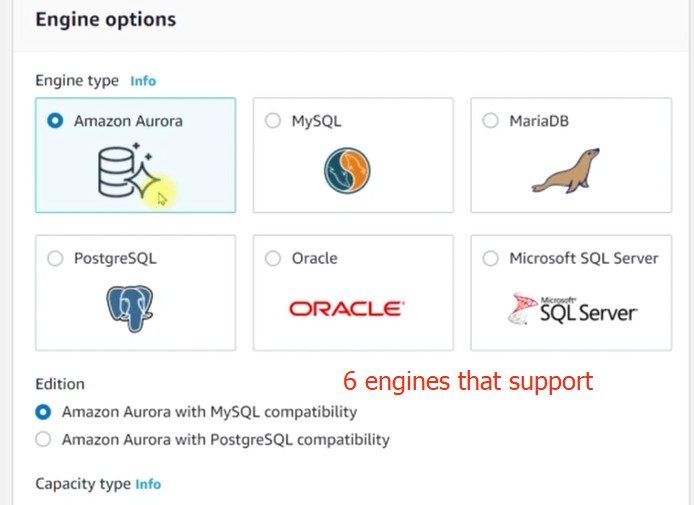 Engine options
Engine type Info
Amazon Aurora
MySQL
MariaDB
PostgreSQL
Oracle
Microsoft SQL Server
ORACLE
Microsoft
SQL Server
6 engines that support
Edition
Amazon Aurora with MySQL compatibility
Amazon Aurora with PostgreSQL compatibility
Capacity type Info